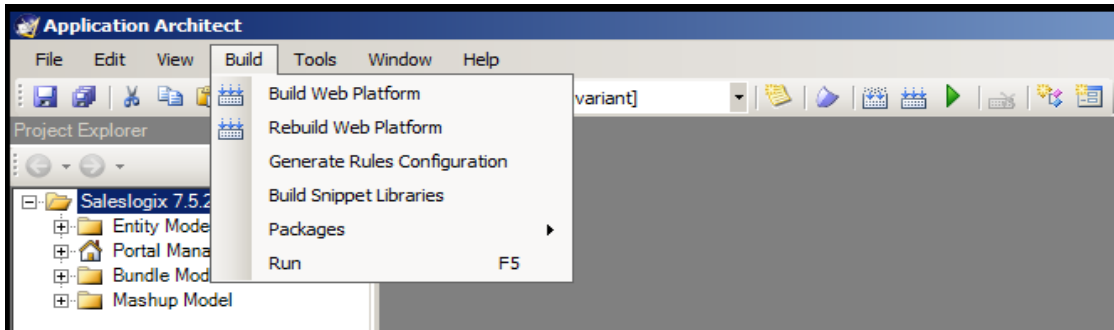 Application Architect
File Edit View Build Tools Window Help
variant]
Project Explorer
Build Web Platform
Rebuild Web Platform
Generate Rules Configuration
Build Snippet Libraries
Packages
Run F5
Saleslogix 7.5.2
Entity Mode
Portal Mana
Bundle Mod
Mashup Model